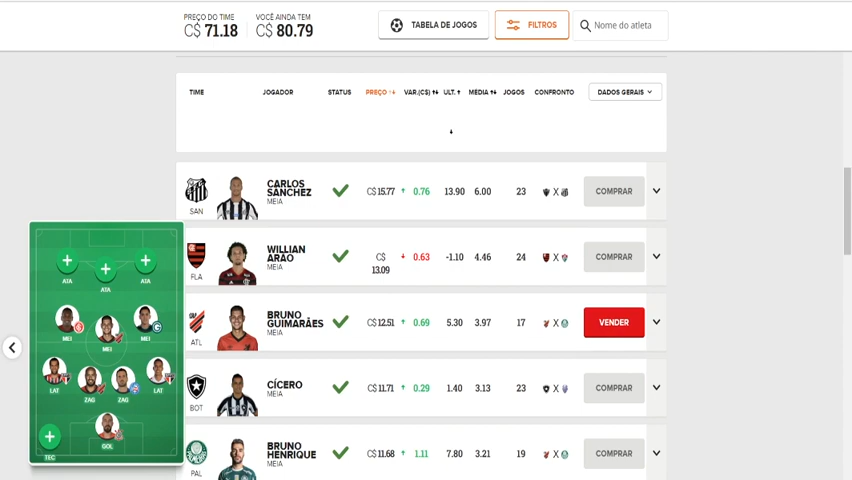 PREÇO DO TIME
C$ 71.18
VOCÊ AINDA TEM
C$ 80.79
TABELA DE JOGOS
FILTROS
Nome do atleta
TIME JOGADOR STATUS PREÇO VAR.(C$) ULT. MEDIA JOGOS CONFRONTO DADOS GERAIS
SAN
CARLOS
SANCHEZ
MEIA
C$ 15.77 0.76 13.90 6.00 23 X COMPRAR
FLA
WILLIAN
ARÃO
MEIA
C$
13.09
0.63 -1.10 4.46 24 X COMPRAR
ATL
BRUNO
GUIMARÃES
MEIA
C$ 12.51 0.69 5.30 3.97 17 X VENDER
BOT
CÍCERO
MEIA
C$ 11.71 0.29 1.40 3.13 23 X COMPRAR
PAL
BRUNO
HENRIQUE
MEIA
C$ 11.68 1.11 7.80 3.21 19 X COMPRAR
ATA ATA ATA
MEI MEI MEI
LAT ZAG ZAG LAT
GOL
TEC